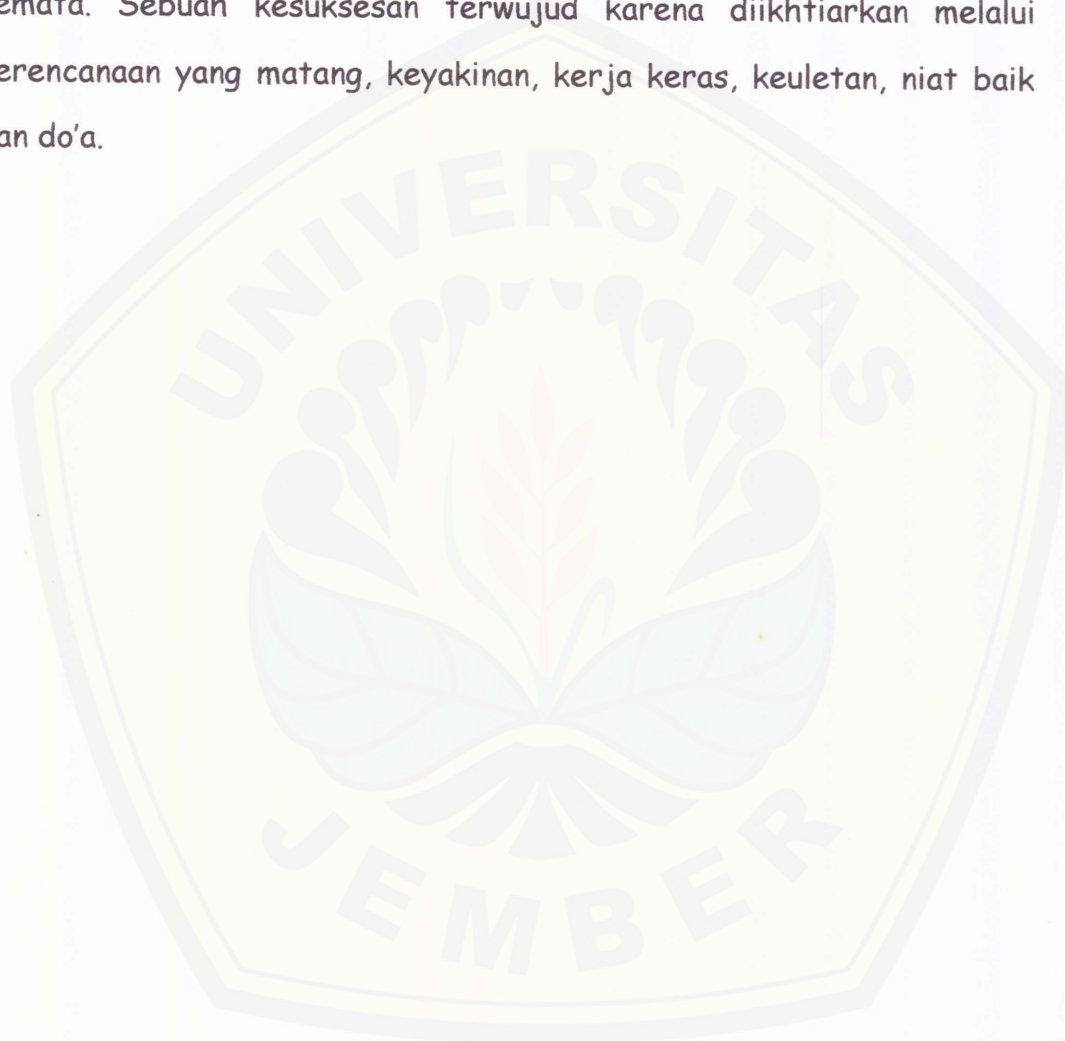 emata. Sebuah kesuksesan terwujud karena diikhtiarkan melalui
erencanaan yang matang, keyakinan, kerja keras, keuletan, niat baik
an do'a.
UNIVERSITAS
JEMBER